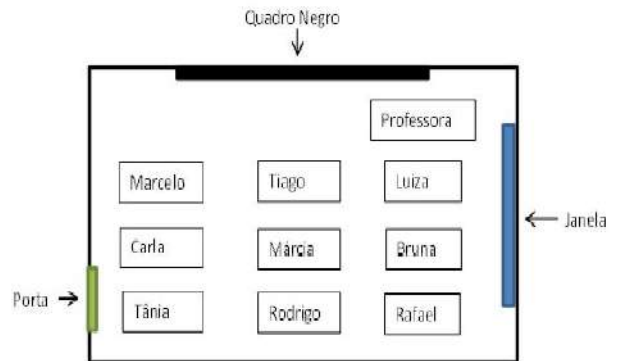 Quadro Negro
Professora
Marcelo Tiago Luiza
Carla Márcia Bruna
Janela
Porta
Tânia Rodrigo Rafael